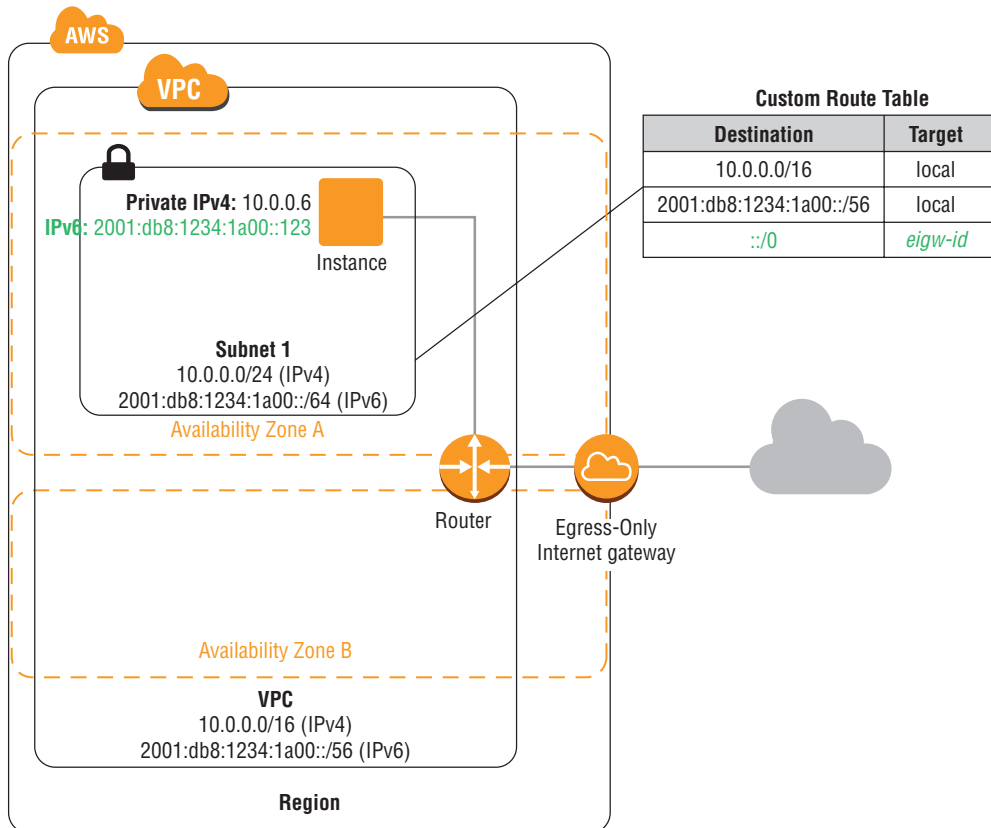 AWS
VPC
Custom Route Table
Destination Target
10.0.0.0/16 local
2001:db8:1234:1a00::/56 local
::/0 eigw-id
Private IPv4: 10.0.0.6
IPv6: 2001:db8:1234:1a00::123
Instance
Subnet 1
10.0.0.0/24 (IPv4)
2001:db8:1234:1a00::/64 (IPv6)
Availability Zone A
Router
Egress-Only
Internet gateway
Availability Zone B
VPC
10.0.0.0/16 (IPv4)
2001:db8:1234:1a00::/56 (IPv6)
Region